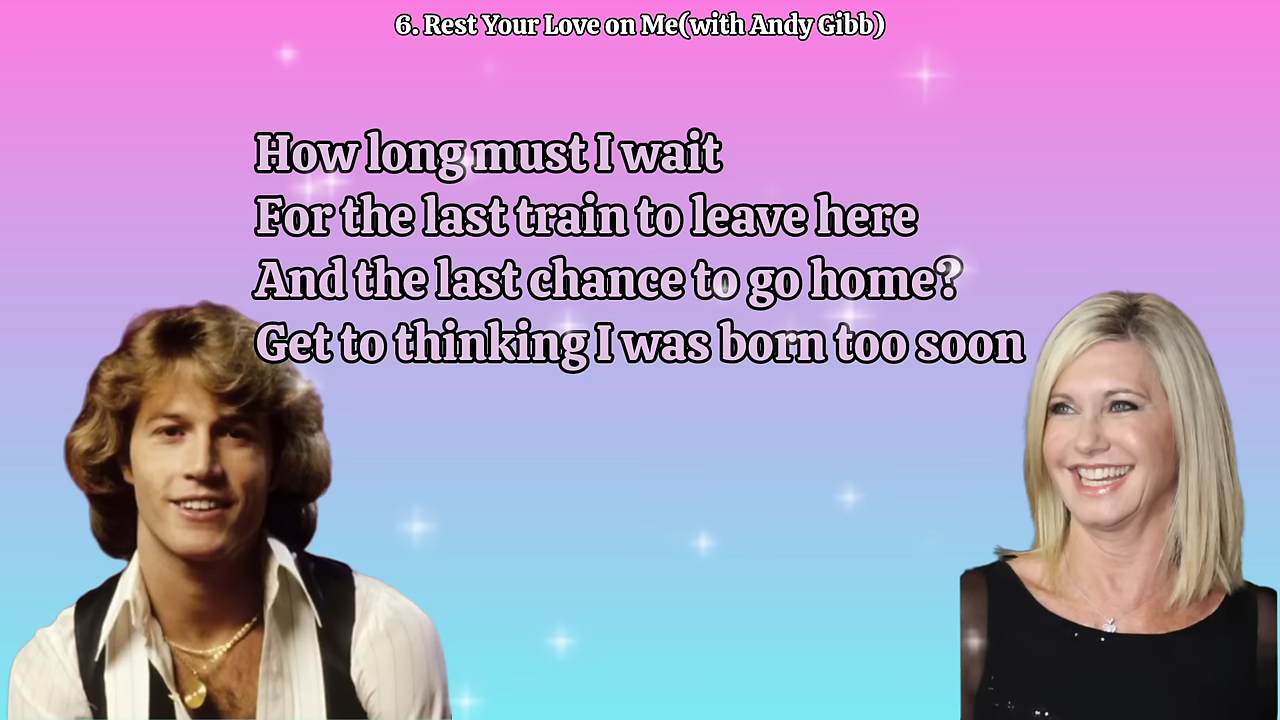 6. Rest Your Love on Me(with Andy Gibb)
How long must I wait
For the last train to leave here
And the last chance to go home?
Get to thinking I was born too soon